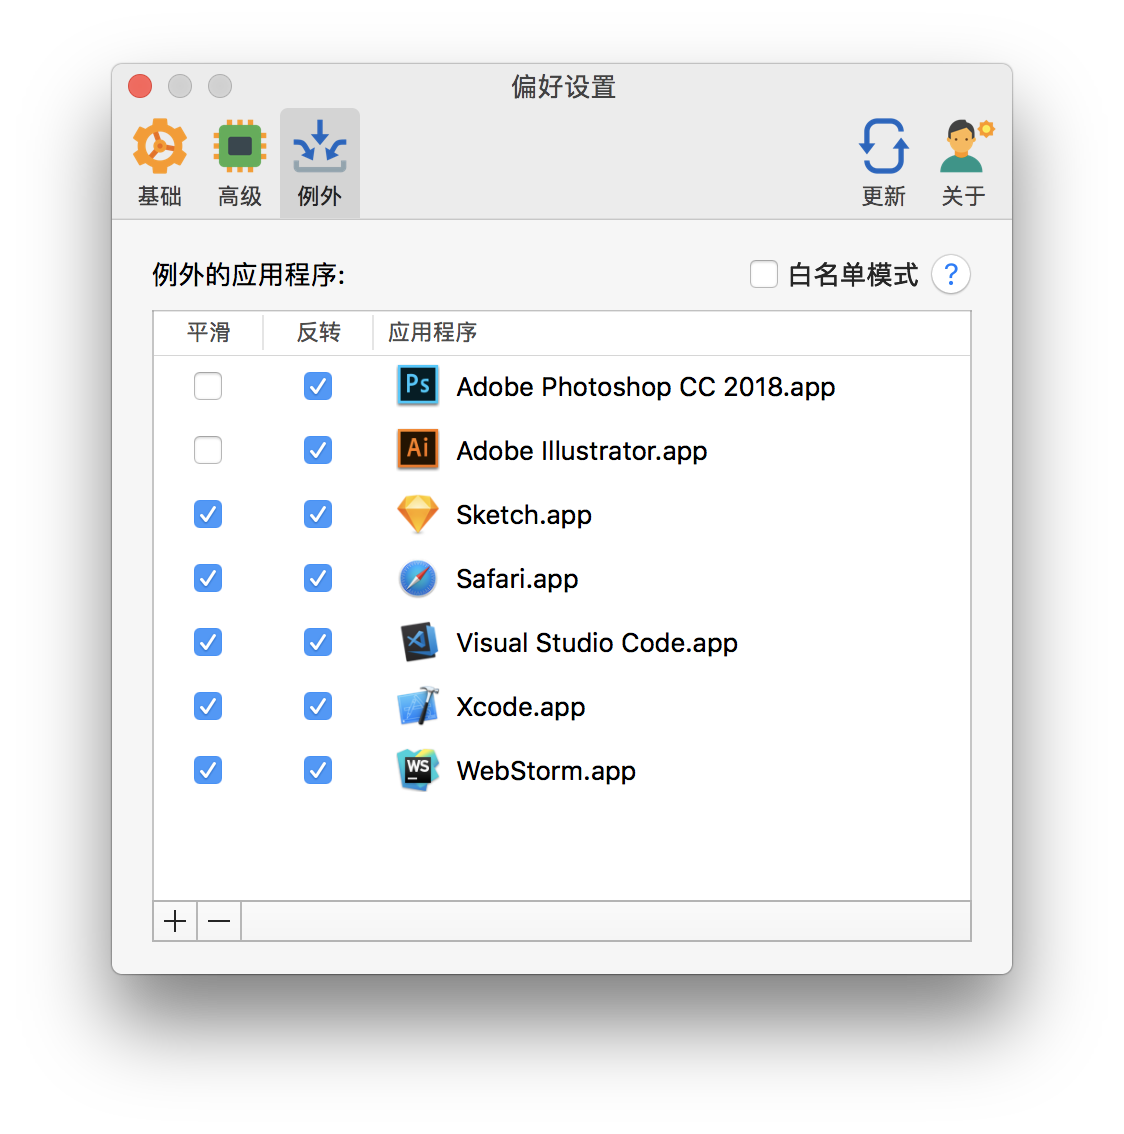 偏好设置
基础 高级 例外 更新 关于
例外的应用程序: 白名单模式 ?
平滑 反转 应用程序
Ps Adobe Photoshop CC 2018.app
Ai Adobe Illustrator.app
Sketch.app
Safari.app
Visual Studio Code.app
Xcode.app
WS WebStorm.app